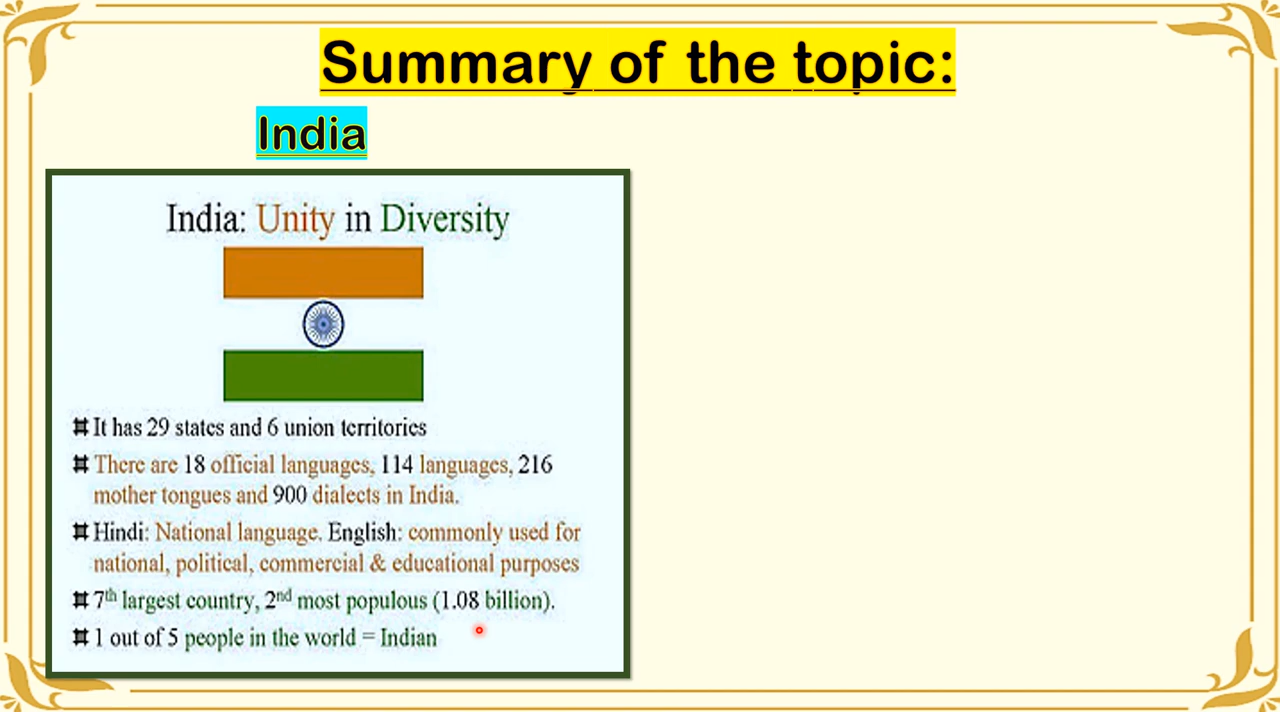 Summary of the topic:
India
India: Unity in Diversity
It has 29 states and 6 union territories
There are 18 official languages, 114 languages, 216
mother tongues and 900 dialects in India.
Hindi: National language. English: commonly used for
national, political, commercial & educational purposes
7th largest country, 2nd most populous (1.08 billion).
1 out of 5 people in the world = Indian